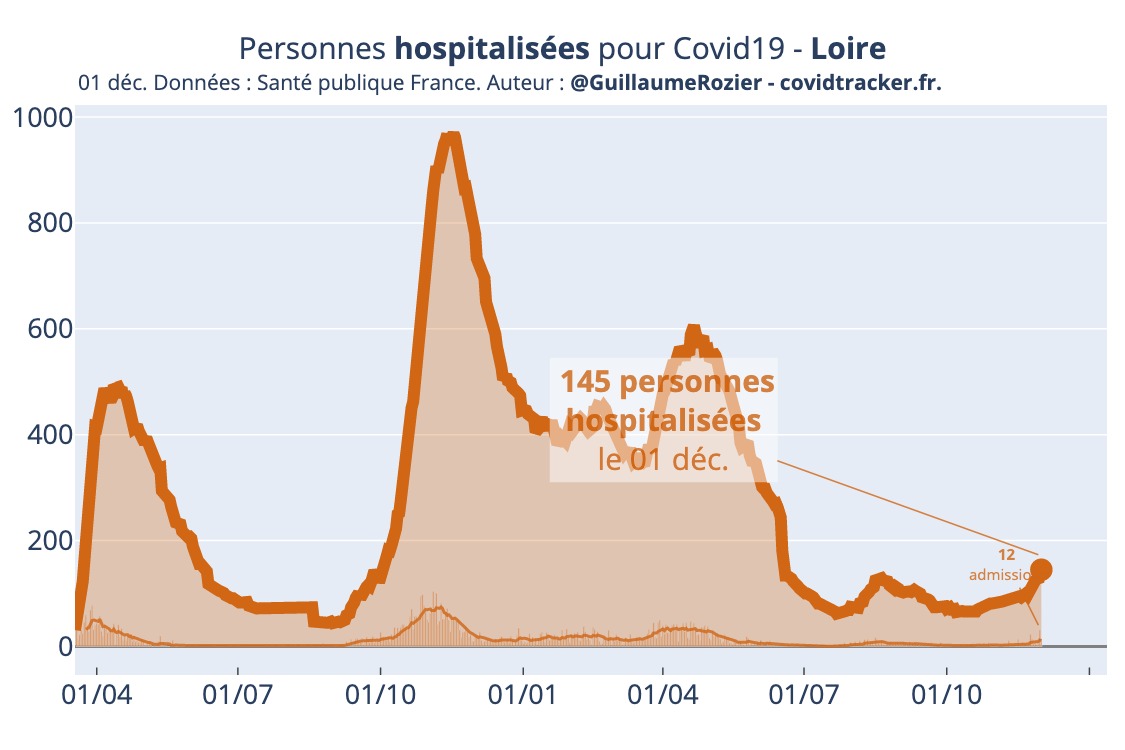 Personnes hospitalisées pour Covid19 - Loire
01 déc. Données : Santé publique France. Auteur : @GuillaumeRozier - covidtracker.fr.
1000
800
600
400
200
0
145 personnes
hospitalisées
le 01 déc.
12
admissio
01/04
01/07
01/10
01/01
01/04
01/07
01/10